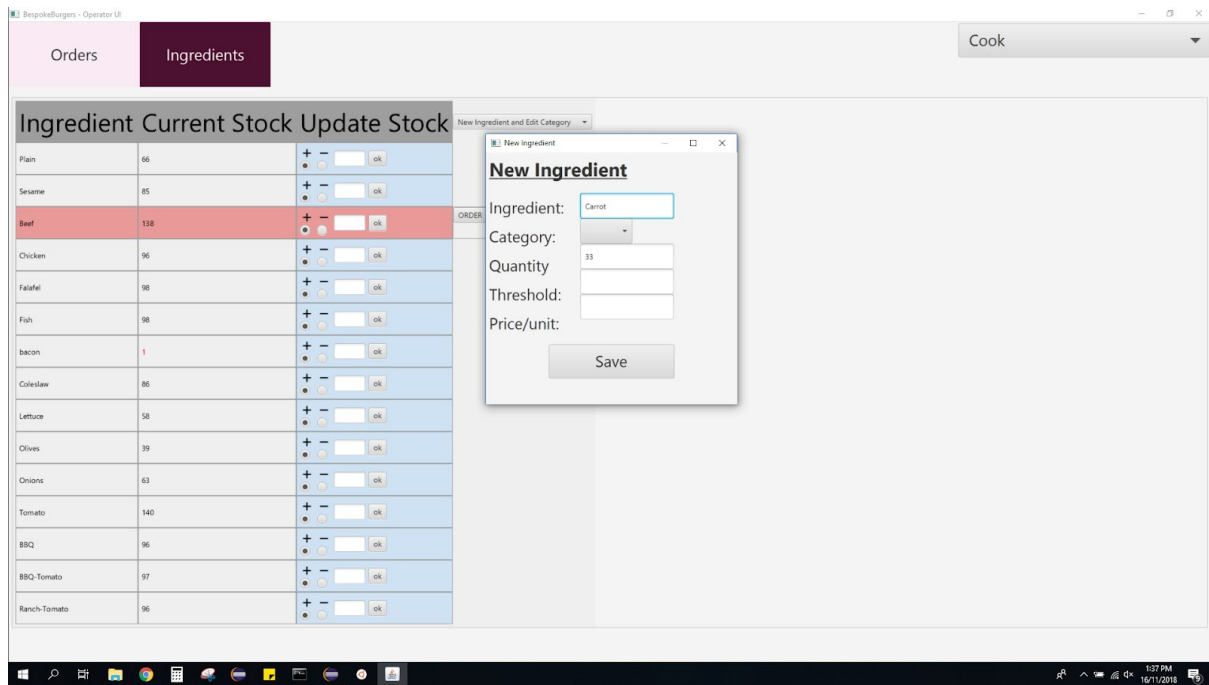 BespokeBurgers - Operator UI
Orders
Ingredients
Cook
Ingredient Current Stock Update Stock
New Ingredient and Edit Category
Plain 66 + - ok
Sesame 85 + - ok
Beef 138 + - ok ORDER
Chicken 96 + - ok
Falafel 98 + - ok
Fish 98 + - ok
bacon 1 + - ok
Coleslaw 86 + - ok
Lettuce 58 + - ok
Olives 39 + - ok
Onions 63 + - ok
Tomato 140 + - ok
BBQ 96 + - ok
BBQ-Tomato 97 + - ok
Ranch-Tomato 96 + - ok
New Ingredient
New Ingredient
Ingredient: Carrot
Category:
Quantity 33
Threshold:
Price/unit:
Save
1:37 PM
16/11/2018